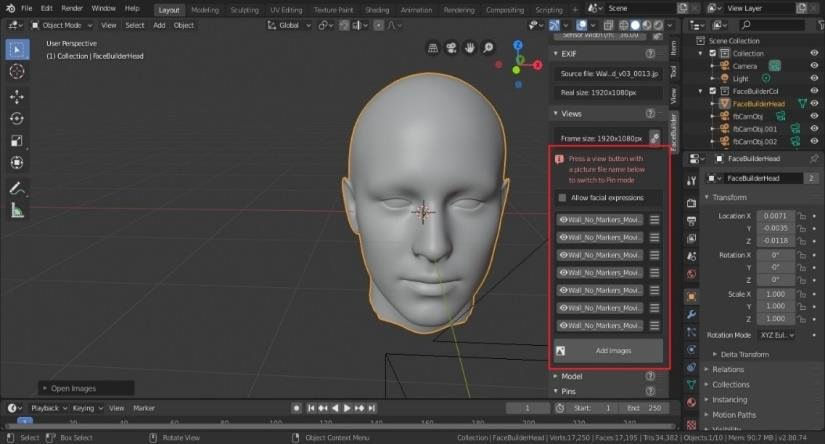 File Edit Render Window Help Layout Modeling Sculpting UV Editing Texture Paint Shading Animation Rendering Compositing Scripting + Scene View Layer
Object Mode View Select Add Object Global
User Perspective
(1) Collection | FaceBuilderHead
Z
X
Sensor Width (m: 36.00
EXIF
Source file: Wal..d_v03_0013.jp
Real size: 1920x1080px
Views
Frame size: 1920x1080px
Press a view button with
a picture file name below
to switch to Pin mode
Allow facial expressions
Wall_No_Markers_Movi..
Wall_No_Markers_Movi..
Wall_No_Markers_Movi..
Wall_No_Markers_Movi..
Wall_No_Markers_Movi..
Wall_No_Markers_Movi..
Wall_No_Markers_Movi..
Add Images
Model
Pins
Item
Tool
View
FaceBuilder
Open Images
Scene Collection
Collection
Camera
Light
FaceBuilderCol
FaceBuilderHead
fbCamObj
fbCamObj.001
fbCamObj.002
FaceBuilderHead
FaceBuilderHead 2
Transform
Location X 0.0071
Y -0.0035
Z -0.0118
Rotation X 0°
Y -0°
Z 0°
Scale X 1.000
Y 1.000
Z 1.000
Rotation Mode XYZ Eul..
Delta Transform
Relations
Collections
Instancing
Motion Paths
Visibility
Playback Keying View Marker 1 Start: 1 End 250
Select Box Select Rotate View Object Context Menu Collection | FaceBuilderHead | Verts:17,250 | Faces:17,195 | Tris:34,382 | Objects:1/10 | Mem: 90.7 MB | v2.80.74